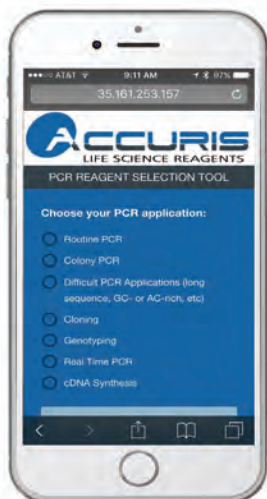 AT&T 9:11 AM 97%
35.161.253.157
ACCURIS
LIFE SCIENCE REAGENTS
PCR REAGENT SELECTION TOOL
Choose your PCR application:
Routine PCR
Colony PCR
Difficult PCR Applications (long
sequence, GC- or AC-rich, etc)
Cloning
Genotyping
Real Time PCR
cDNA Synthesis